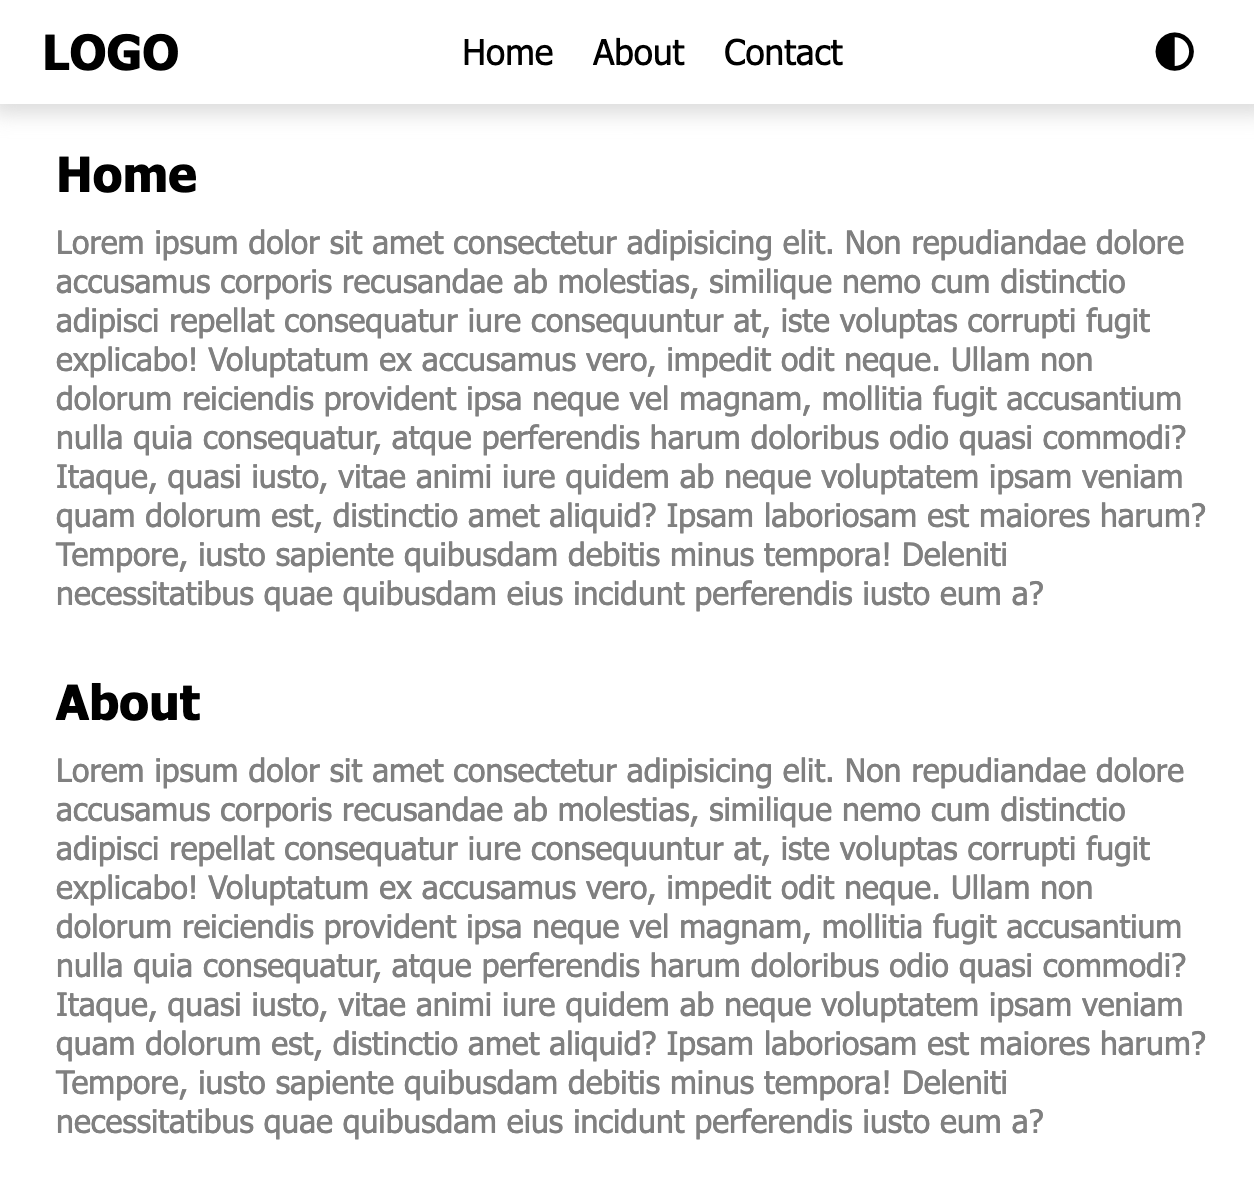 LOGO
Home About Contact
Home
Lorem ipsum dolor sit amet consectetur adipisicing elit. Non repudiandae dolore
accusamus corporis recusandae ab molestias, similique nemo cum distinctio
adipisci repellat consequatur iure consequuntur at, iste voluptas corrupti fugit
explicabo! Voluptatum ex accusamus vero, impedit odit neque. Ullam non
dolorum reiciendis provident ipsa neque vel magnam, mollitia fugit accusantium
nulla quia consequatur, atque perferendis harum doloribus odio quasi commodi?
Itaque, quasi iusto, vitae animi iure quidem ab neque voluptatem ipsam veniam
quam dolorum est, distinctio amet aliquid? Ipsam laboriosam est maiores harum?
Tempore, iusto sapiente quibusdam debitis minus tempora! Deleniti
necessitatibus quae quibusdam eius incidunt perferendis iusto eum a?
About
Lorem ipsum dolor sit amet consectetur adipisicing elit. Non repudiandae dolore
accusamus corporis recusandae ab molestias, similique nemo cum distinctio
adipisci repellat consequatur iure consequuntur at, iste voluptas corrupti fugit
explicabo! Voluptatum ex accusamus vero, impedit odit neque. Ullam non
dolorum reiciendis provident ipsa neque vel magnam, mollitia fugit accusantium
nulla quia consequatur, atque perferendis harum doloribus odio quasi commodi?
Itaque, quasi iusto, vitae animi iure quidem ab neque voluptatem ipsam veniam
quam dolorum est, distinctio amet aliquid? Ipsam laboriosam est maiores harum?
Tempore, iusto sapiente quibusdam debitis minus tempora! Deleniti
necessitatibus quae quibusdam eius incidunt perferendis iusto eum a?